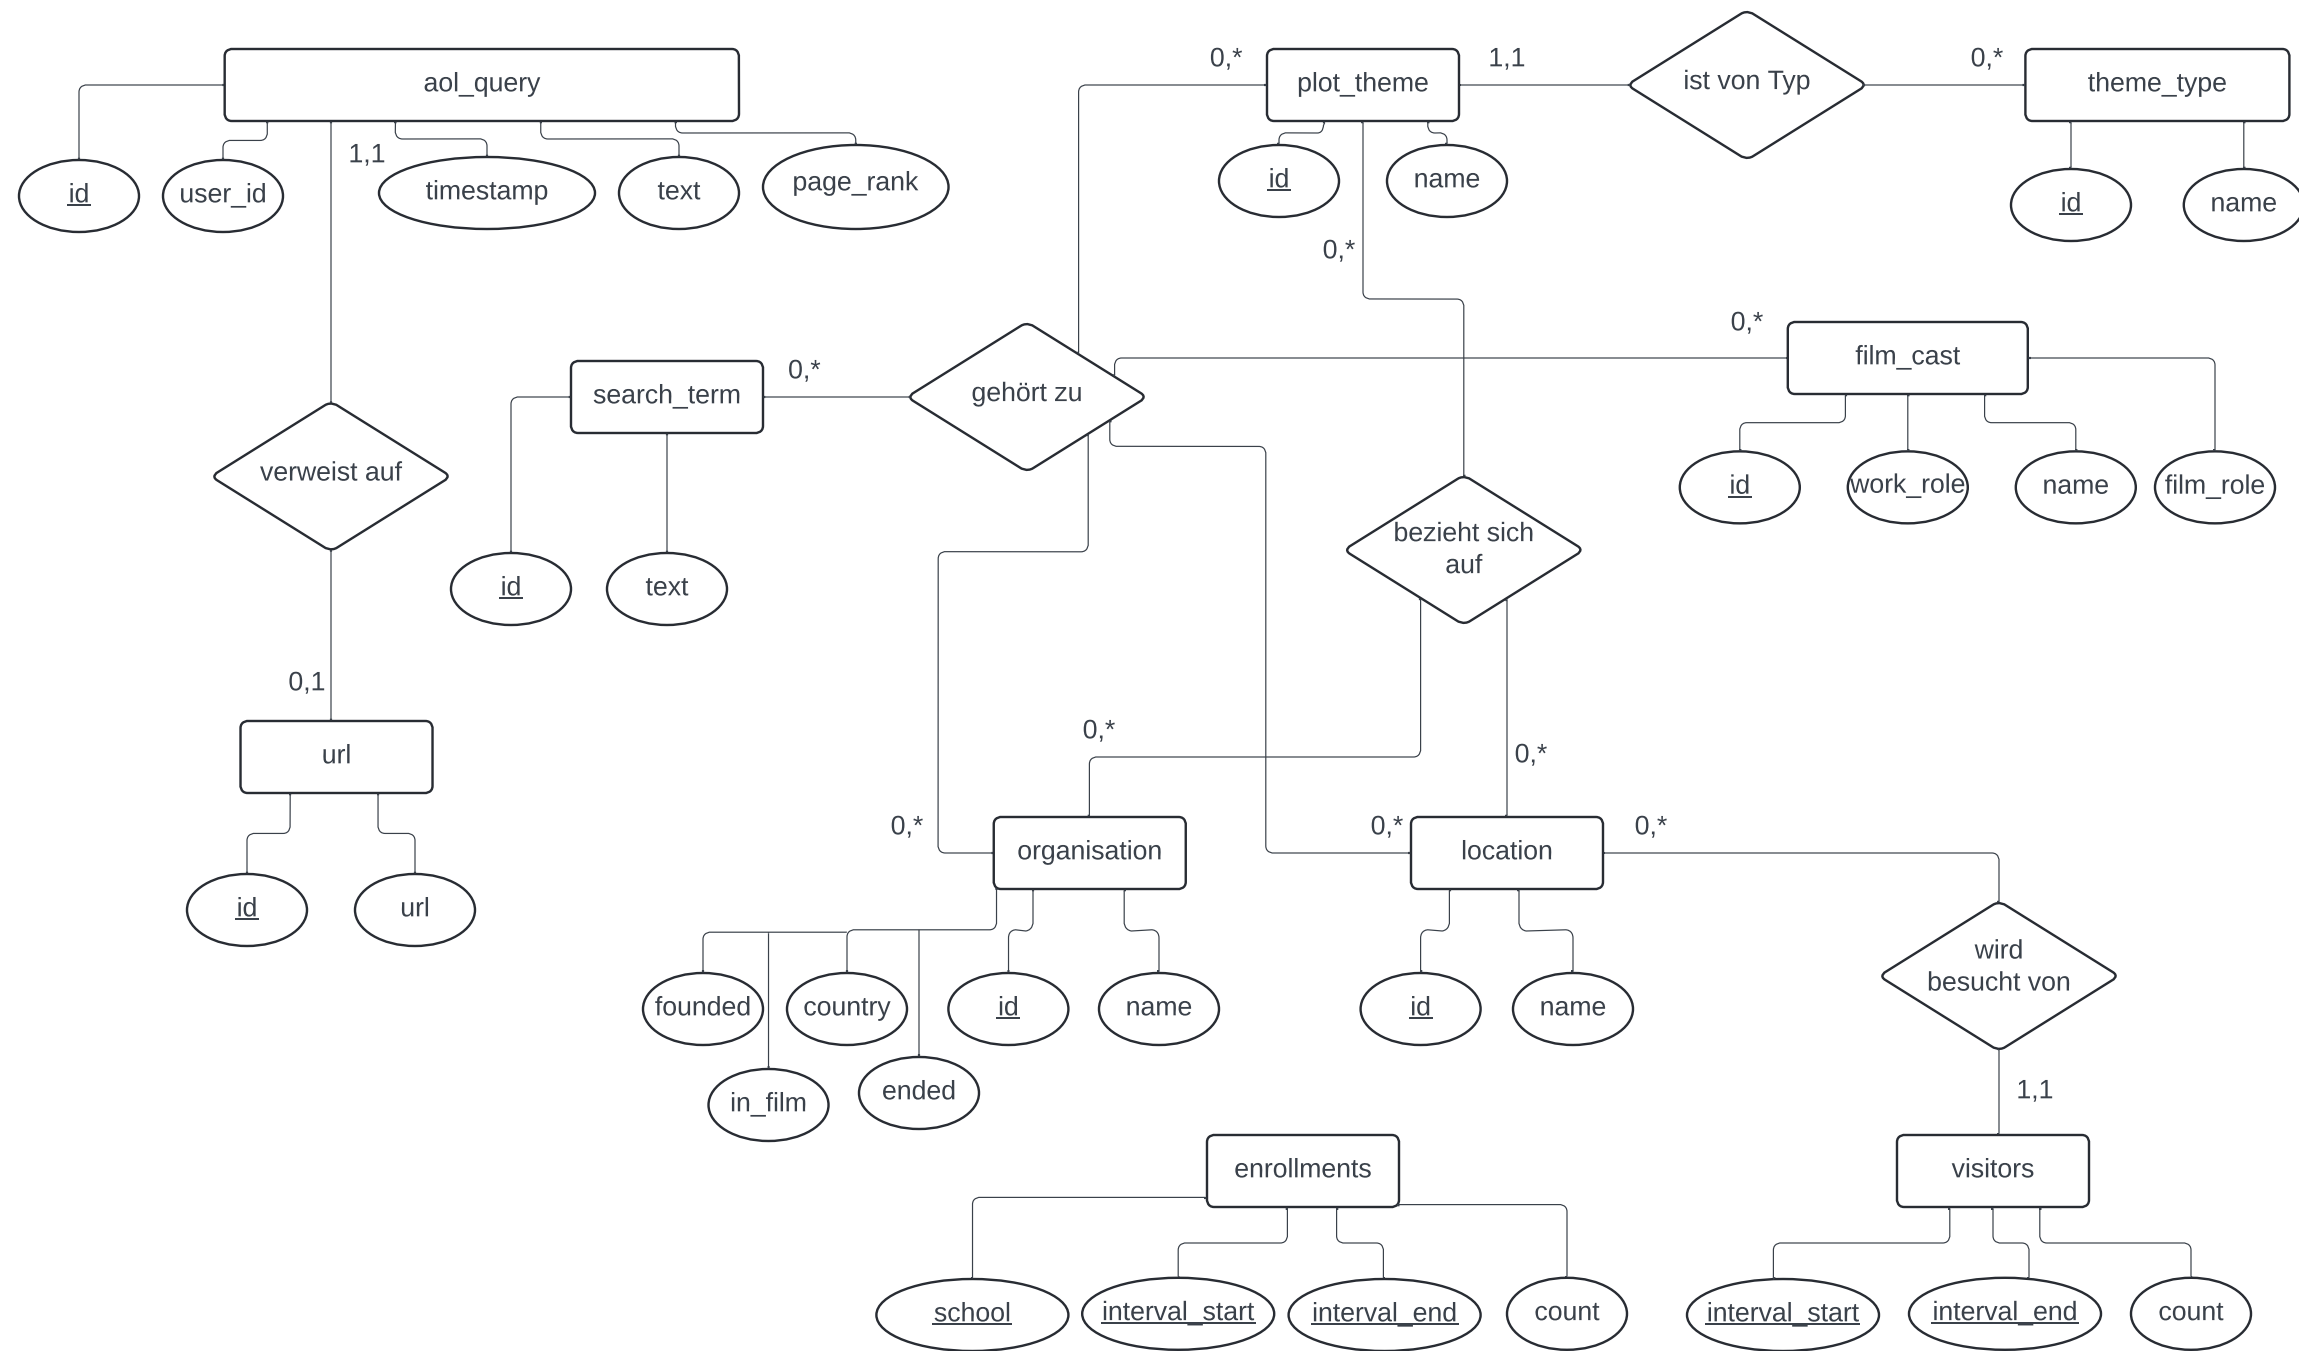 aol_query
0,*
plot_theme
1,1
ist von Typ
0,*
theme_type
id
user_id
1,1
timestamp
text
page_rank
id
name
id
name
0,*
search_term
0,*
gehört zu
0,*
film_cast
verweist auf
id
work_role
name
film_role
bezieht sich
auf
id
text
0,1
url
0,*
0,*
0,*
organisation
0,*
location
0,*
id
url
founded
country
id
name
id
name
wird
besucht von
in_film
ended
1,1
enrollments
visitors
school
interval_start
interval_end
count
interval_start
interval_end
count